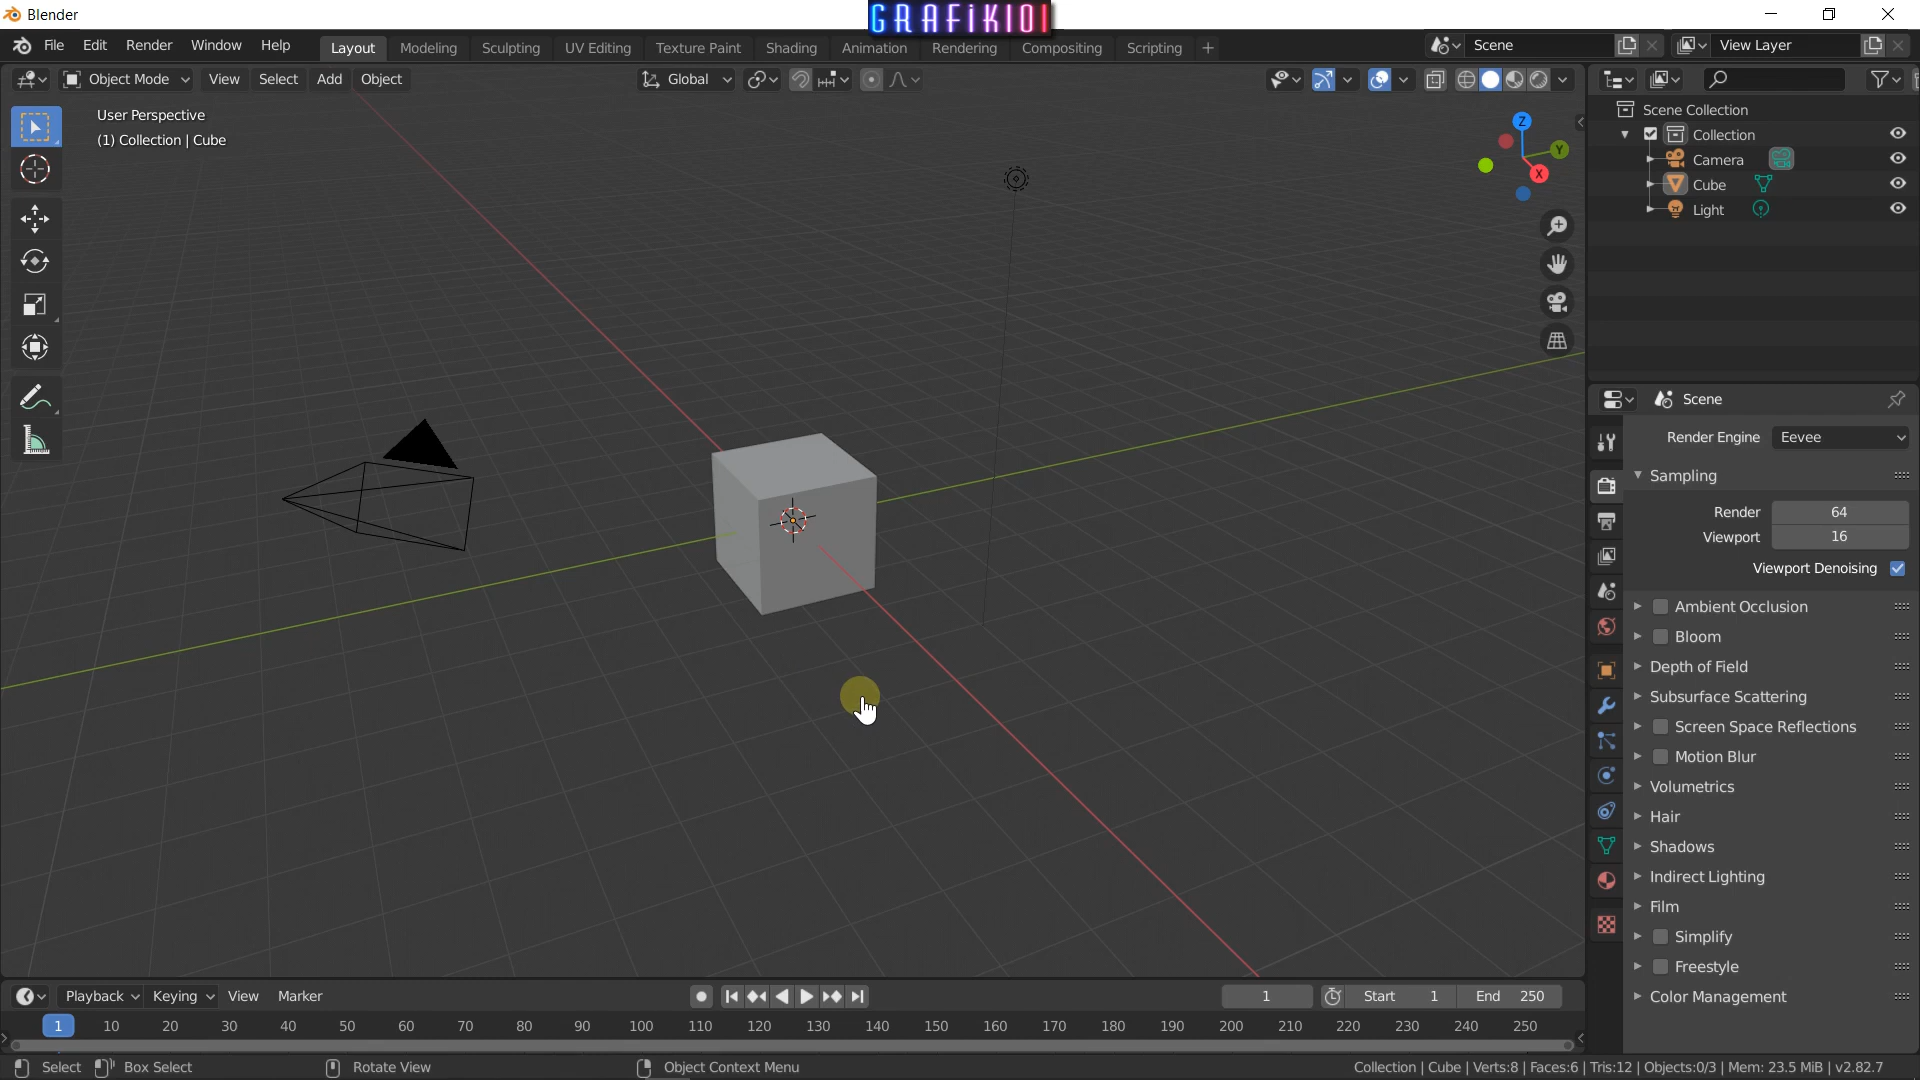 Blender
GRAFiK101
File Edit Render Window Help
Layout Modeling Sculpting UV Editing Texture Paint Shading Animation Rendering Compositing Scripting +
Scene
View Layer
Object Mode View Select Add Object
Global
User Perspective
(1) Collection | Cube
Z
Y
X
Scene Collection
Collection
Camera
Cube
Light
Scene
Render Engine Eevee
Sampling
Render 64
Viewport 16
Viewport Denoising
Ambient Occlusion
Bloom
Depth of Field
Subsurface Scattering
Screen Space Reflections
Motion Blur
Volumetrics
Hair
Shadows
Indirect Lighting
Film
Simplify
Freestyle
Color Management
Playback Keying View Marker
1
Start 1
End 250
1 10 20 30 40 50 60 70 80 90 100 110 120 130 140 150 160 170 180 190 200 210 220 230 240 250
Select Box Select Rotate View Object Context Menu
Collection | Cube | Verts:8 | Faces:6 | Tris:12 | Objects:0/3 | Mem: 23.5 MiB | v2.82.7